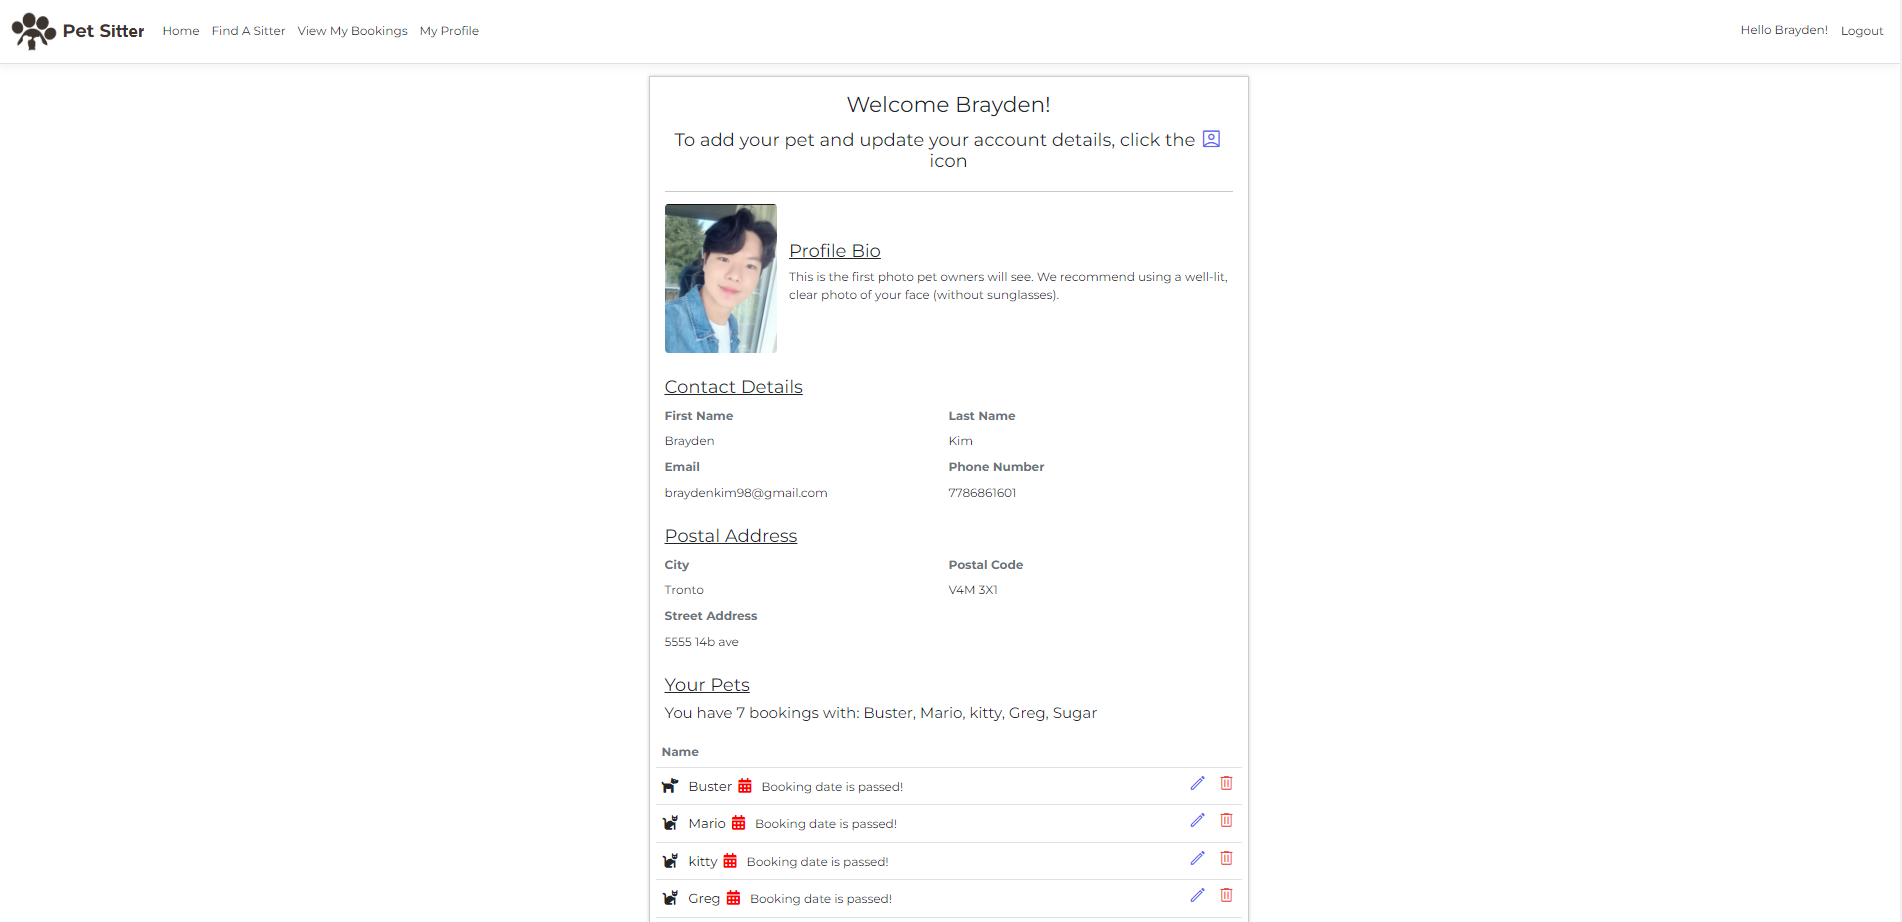 Pet Sitter Home Find A Sitter View My Bookings My Profile Hello Brayden! Logout
Welcome Brayden!
To add your pet and update your account details, click the
icon
Profile Bio
This is the first photo pet owners will see. We recommend using a well-lit,
clear photo of your face (without sunglasses).
Contact Details
First Name Last Name
Brayden Kim
Email Phone Number
braydenkim98@gmail.com 7786861601
Postal Address
City Postal Code
Tronto V4M 3X1
Street Address
5555 14b ave
Your Pets
You have 7 bookings with: Buster, Mario, kitty, Greg, Sugar
Name
Buster Booking date is passed!
Mario Booking date is passed!
kitty Booking date is passed!
Greg Booking date is passed!